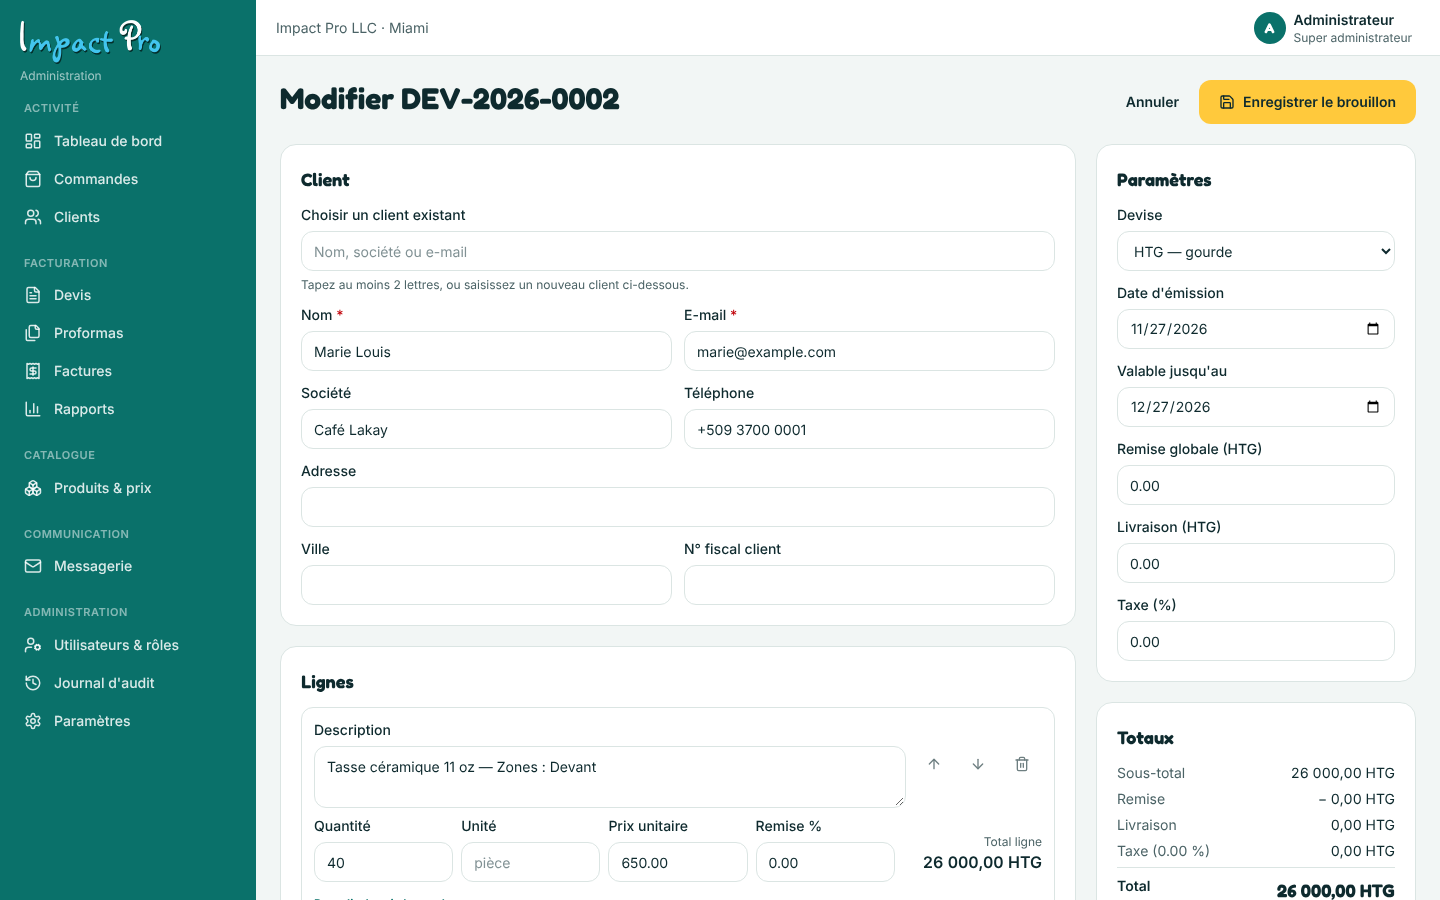 Impact Pro
Administration
ACTIVITÉ
Tableau de bord
Commandes
Clients
FACTURATION
Devis
Proformas
Factures
Rapports
CATALOGUE
Produits & prix
COMMUNICATION
Messagerie
ADMINISTRATION
Utilisateurs & rôles
Journal d'audit
Paramètres
Impact Pro LLC · Miami
A
Administrateur
Super administrateur
Modifier DEV-2026-0002
Annuler
Enregistrer le brouillon
Client
Choisir un client existant
Nom, société ou e-mail
Tapez au moins 2 lettres, ou saisissez un nouveau client ci-dessous.
Nom *
E-mail *
Marie Louis
marie@example.com
Société
Téléphone
Café Lakay
+509 3700 0001
Adresse
Ville
N° fiscal client
Lignes
Description
Tasse céramique 11 oz — Zones : Devant
Quantité
Unité
Prix unitaire
Remise %
40
pièce
650.00
0.00
Total ligne
26 000,00 HTG
Paramètres
Devise
HTG — gourde
Date d'émission
11/27/2026
Valable jusqu'au
12/27/2026
Remise globale (HTG)
0.00
Livraison (HTG)
0.00
Taxe (%)
0.00
Totaux
Sous-total 26 000,00 HTG
Remise − 0,00 HTG
Livraison 0,00 HTG
Taxe (0.00 %) 0,00 HTG
Total 26 000,00 HTG